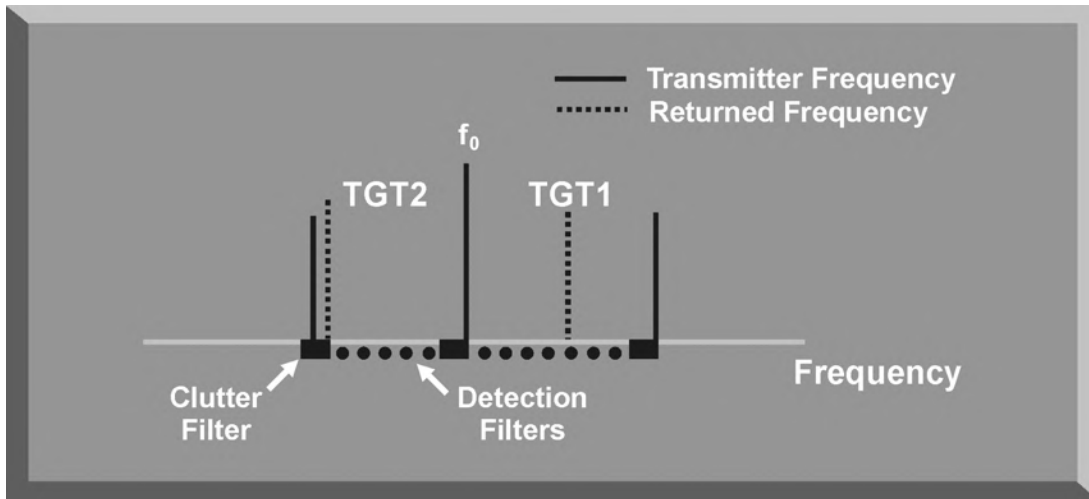 Transmitter Frequency
Returned Frequency
f₀
TGT2
TGT1
Frequency
Clutter
Filter
Detection
Filters